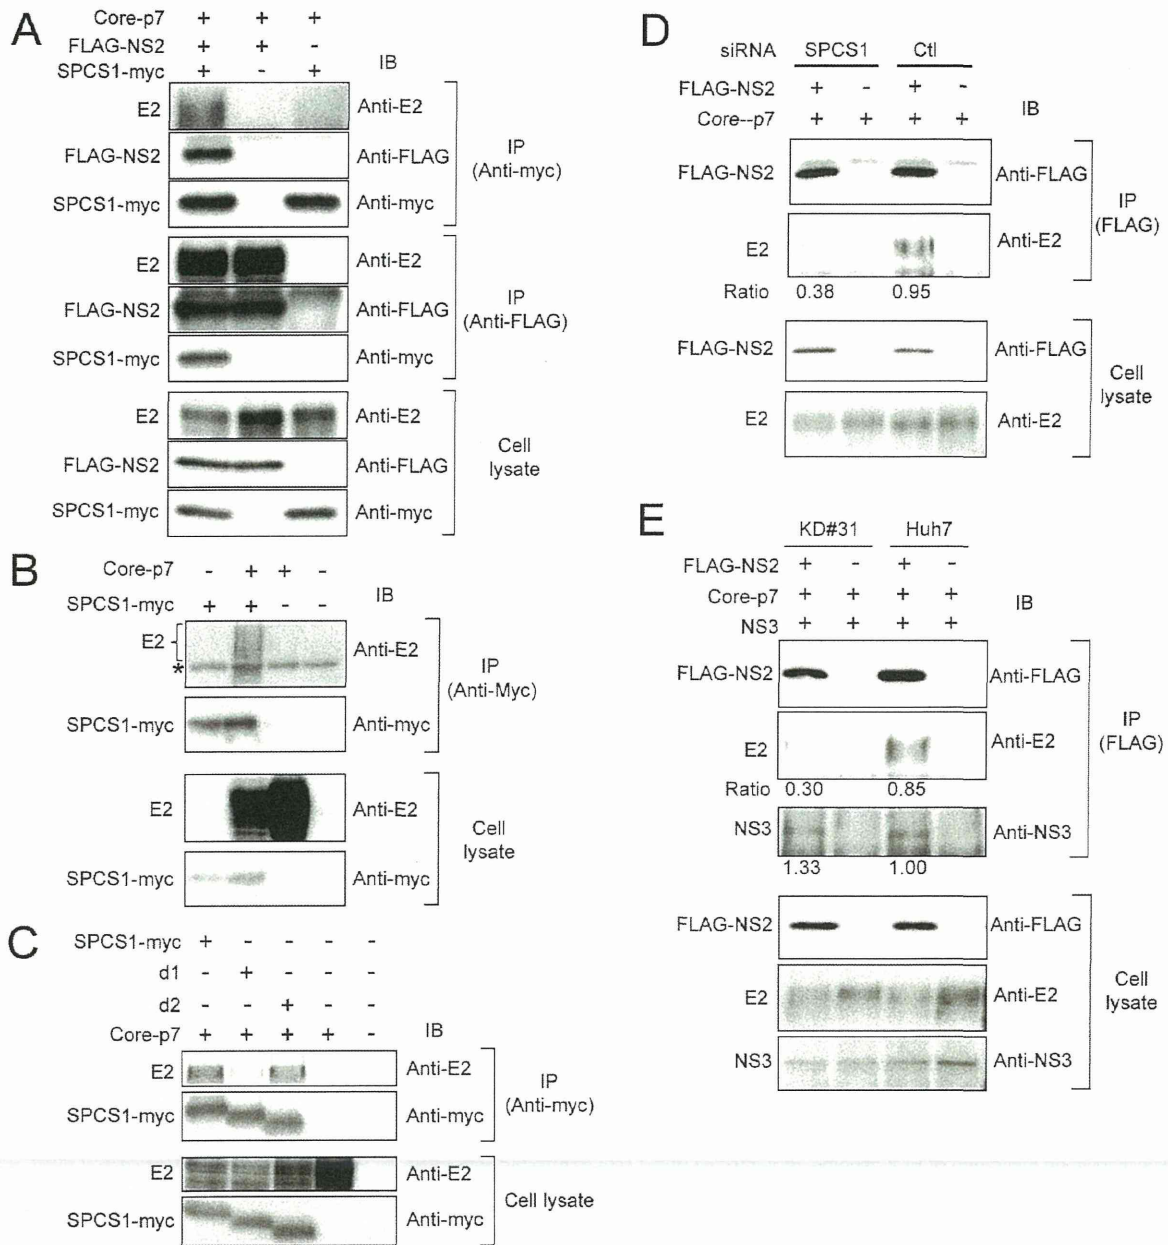 A
Core-p7 + + +
FLAG-NS2 + + -
SPCS1-myc + - + IB
E2 Anti-E2
FLAG-NS2 Anti-FLAG
SPCS1-myc Anti-myc
IP
(Anti-myc)
E2 Anti-E2
FLAG-NS2 Anti-FLAG
SPCS1-myc Anti-myc
IP
(Anti-FLAG)
E2 Anti-E2
FLAG-NS2 Anti-FLAG
SPCS1-myc Anti-myc
Cell
lysate
B
Core-p7 - + + -
SPCS1-myc + + - - IB
E2 Anti-E2
*
SPCS1-myc Anti-myc
IP
(Anti-Myc)
E2 Anti-E2
SPCS1-myc Anti-myc
Cell
lysate
C
SPCS1-myc + - - - -
d1 - + - - -
d2 - - + - -
Core-p7 + + + + - IB
E2 Anti-E2
SPCS1-myc Anti-myc
IP
(Anti-myc)
E2 Anti-E2
SPCS1-myc Anti-myc
Cell lysate
D
siRNA SPCS1 Ctl
FLAG-NS2 + - + -
Core--p7 + + + + IB
FLAG-NS2 Anti-FLAG
E2 Anti-E2
Ratio 0.38 0.95
IP
(FLAG)
FLAG-NS2 Anti-FLAG
E2 Anti-E2
Cell
lysate
E
KD#31 Huh7
FLAG-NS2 + - + -
Core-p7 + + + + IB
NS3 + + + +
FLAG-NS2 Anti-FLAG
E2 Anti-E2
Ratio 0.30 0.85
NS3 Anti-NS3
1.33 1.00
IP
(FLAG)
FLAG-NS2 Anti-FLAG
E2 Anti-E2
NS3 Anti-NS3
Cell
lysate